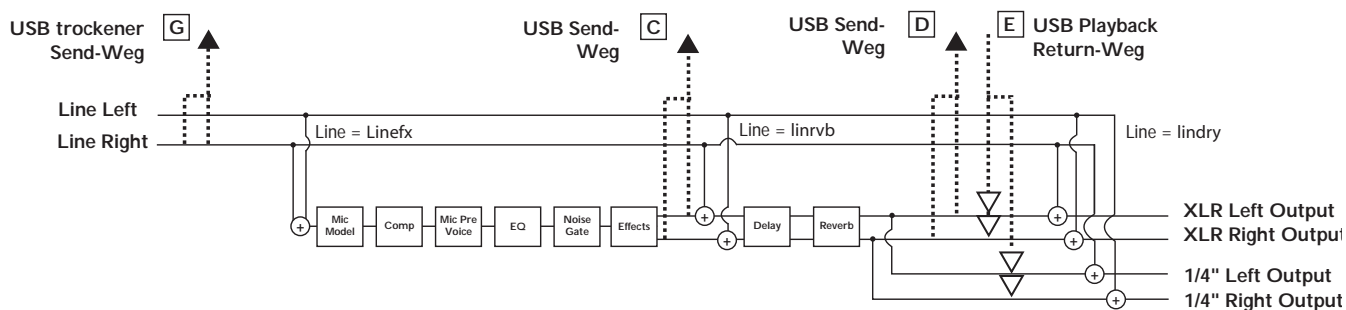 USB trockener
Send-Weg
G
USB Send-
Weg
C
USB Send-
Weg
D
E
USB Playback
Return-Weg
Line Left
Line Right
Line = Linefx
Line = linrvb
Line = lindry
+
Mic
Model
Comp
Mic Pre
Voice
EQ
Noise
Gate
Effects
+
+
Delay
Reverb
+
+
+
+
XLR Left Output
XLR Right Output
1/4" Left Output
1/4" Right Output